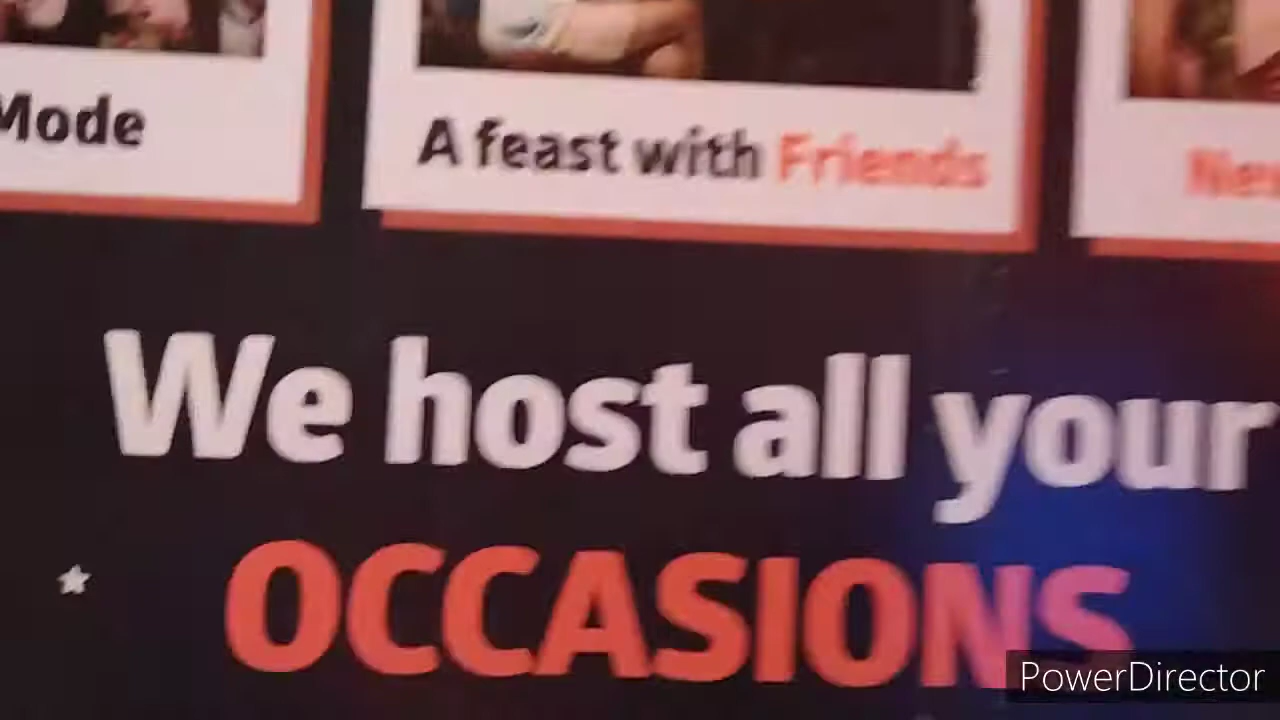 Mode
A feast with Friends
We host all your
OCCASIONS
PowerDirector